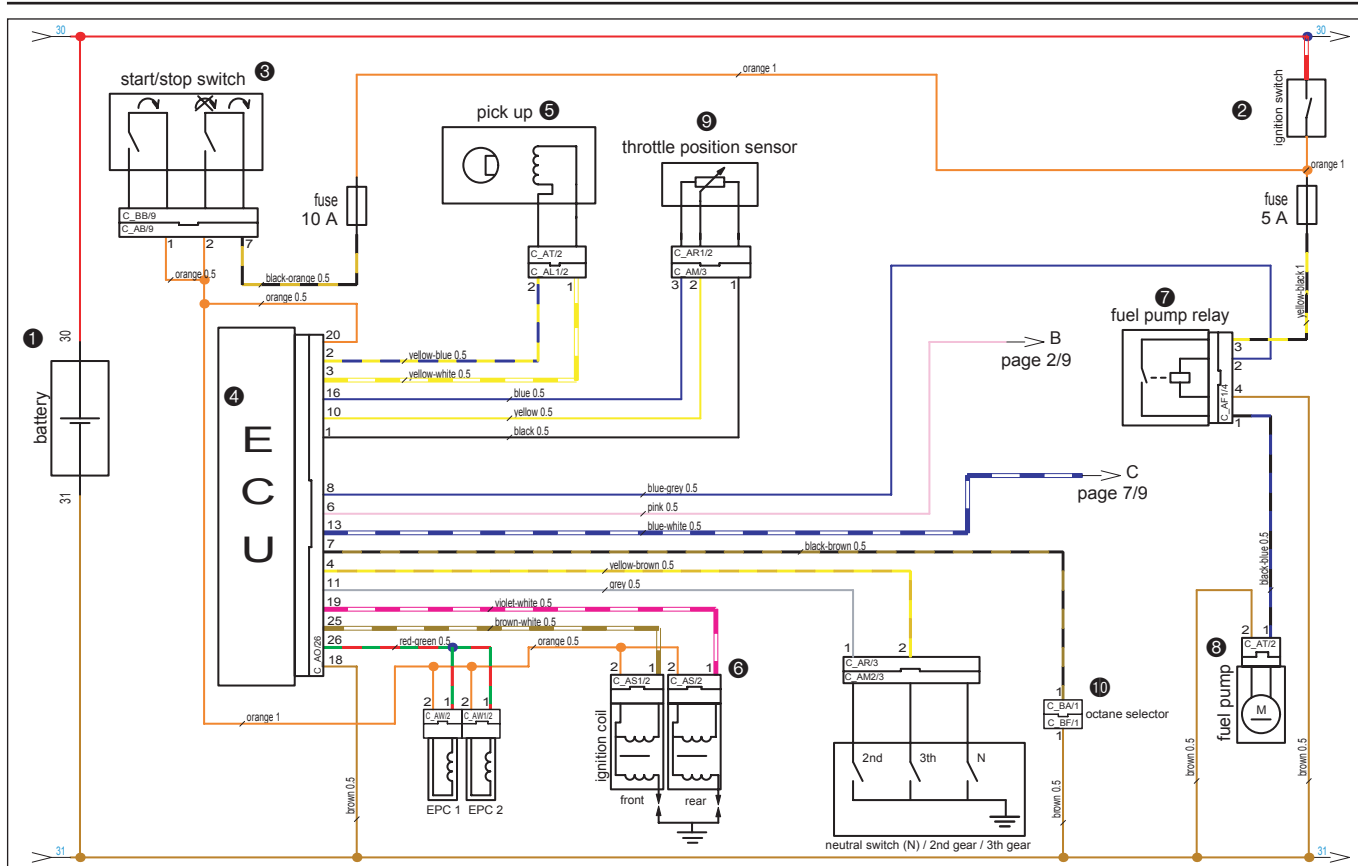 30
30
start/stop switch 3
orange 1
pick up 5
9
throttle position sensor
2
ignition switch
orange 1
fuse
10 A
fuse
5 A
C_BB/9
C_AB/9
1 2 7
orange 0.5
black-orange 0.5
orange 0.5
C_AT/2
C_AL1/2
2 1
C_AR1/2
C_AM/3
3 2 1
yellow-black 1
7
fuel pump relay
3
2
4
1
C_AF1/4
B
page 2/9
1
30
battery
31
4
E
C
U
C_AO/26
20
2 yellow-blue 0.5
3 yellow-white 0.5
16 blue 0.5
10 yellow 0.5
1 black 0.5
8 blue-grey 0.5
6 pink 0.5
13 blue-white 0.5
7 black-brown 0.5
4 yellow-brown 0.5
11 grey 0.5
19 violet-white 0.5
25 brown-white 0.5
26 red-green 0.5
18
orange 0.5
C
page 7/9
black-blue 0.5
2 1
C_AT/2
8
fuel pump
M
orange 1
2 1 2 1
C_AW/2 C_AW1/2
EPC 1 EPC 2
2 1 2 1
C_AS1/2 C_AS/2
6
ignition coil
front rear
1 2
C_AR/3
C_AM2/3
2nd 3th N
neutral switch (N) / 2nd gear / 3th gear
1
C_BA/1
C_BF/1
1
10
octane selector
brown 0.5
brown 0.5
brown 0.5
brown 0.5
31
31